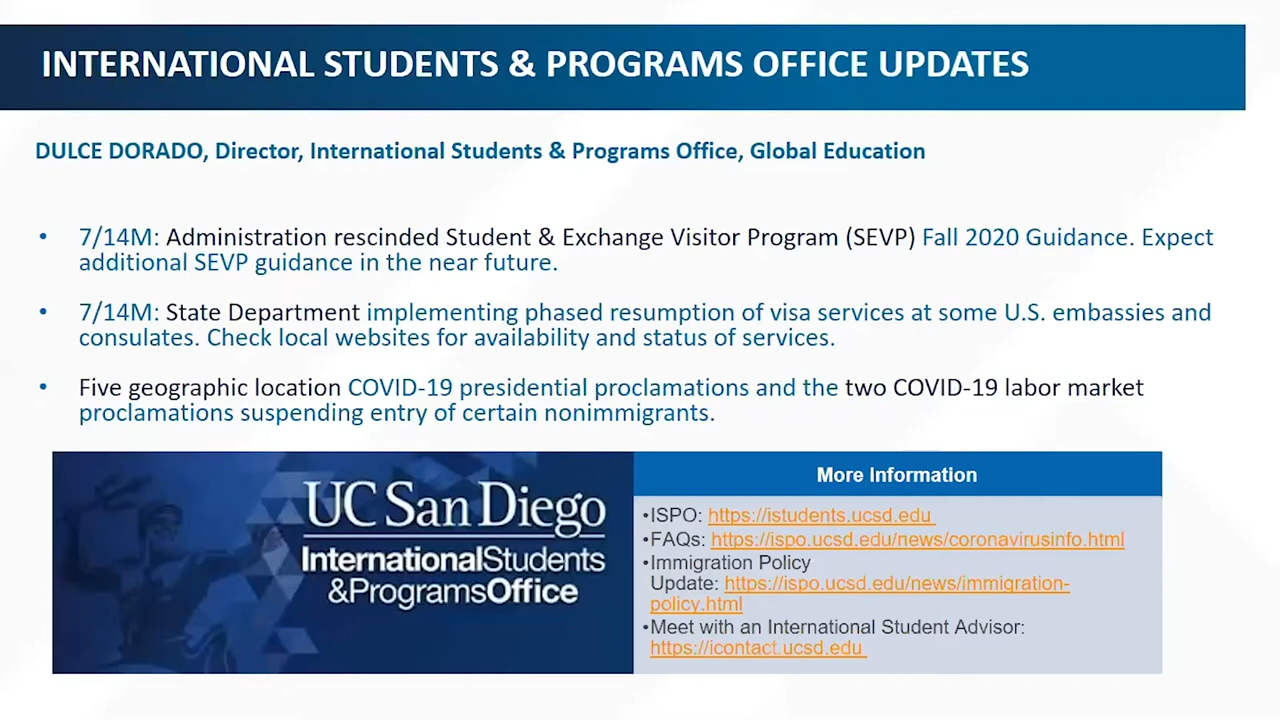 INTERNATIONAL STUDENTS & PROGRAMS OFFICE UPDATES
DULCE DORADO, Director, International Students & Programs Office, Global Education
• 7/14M: Administration rescinded Student & Exchange Visitor Program (SEVP) Fall 2020 Guidance. Expect
additional SEVP guidance in the near future.
• 7/14M: State Department implementing phased resumption of visa services at some U.S. embassies and
consulates. Check local websites for availability and status of services.
• Five geographic location COVID-19 presidential proclamations and the two COVID-19 labor market
proclamations suspending entry of certain nonimmigrants.
UC San Diego
InternationalStudents
&ProgramsOffice
More Information
•ISPO: https://istudents.ucsd.edu
•FAQs: https://ispo.ucsd.edu/news/coronavirusinfo.html
•Immigration Policy
Update: https://ispo.ucsd.edu/news/immigration-
policy.html
•Meet with an International Student Advisor:
https://icontact.ucsd.edu